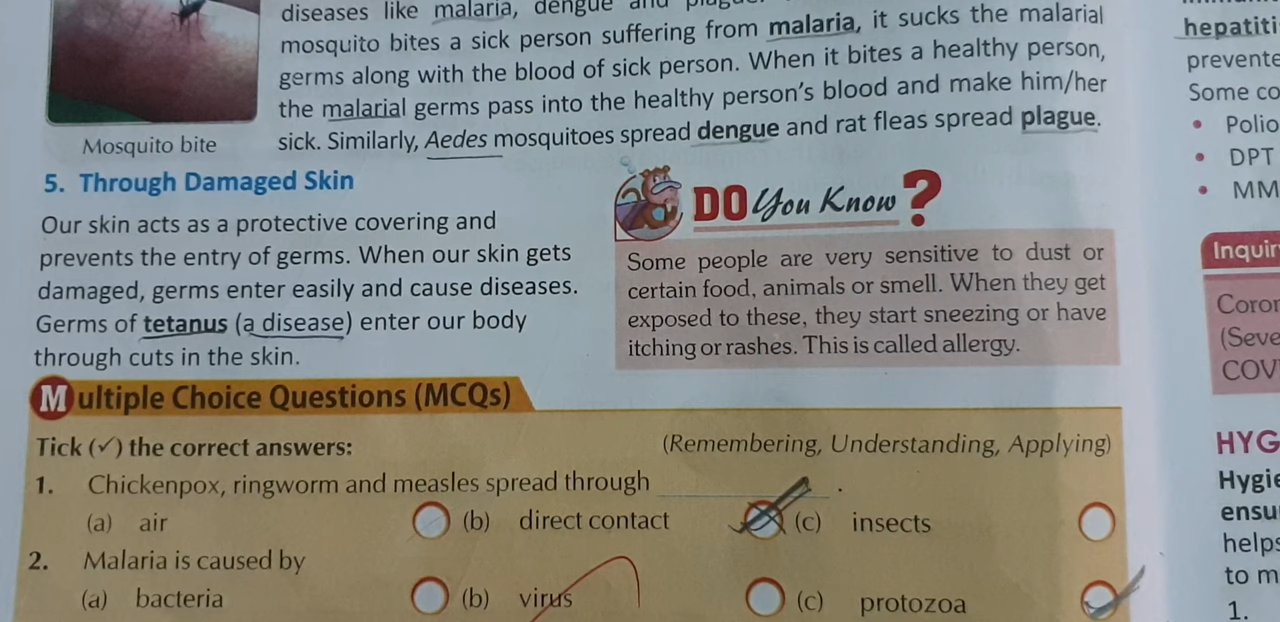 diseases like malaria, dengue and
mosquito bites a sick person suffering from malaria, it sucks the malarial
germs along with the blood of sick person. When it bites a healthy person,
the malarial germs pass into the healthy person's blood and make him/her
sick. Similarly, Aedes mosquitoes spread dengue and rat fleas spread plague.
Mosquito bite
5. Through Damaged Skin
Our skin acts as a protective covering and
prevents the entry of germs. When our skin gets
damaged, germs enter easily and cause diseases.
Germs of tetanus (a disease) enter our body
through cuts in the skin.
DO You Know?
Some people are very sensitive to dust or
certain food, animals or smell. When they get
exposed to these, they start sneezing or have
itching or rashes. This is called allergy.
Multiple Choice Questions (MCQs)
Tick (✓) the correct answers: (Remembering, Understanding, Applying)
1. Chickenpox, ringworm and measles spread through ____________.
(a) air (b) direct contact (c) insects
2. Malaria is caused by
(a) bacteria (b) virus (c) protozoa
hepatiti
prevente
Some co
• Polio
• DPT
• MM
Inquir
Coron
(Seve
COV
HYG
Hygie
ensu
helps
to m
1.